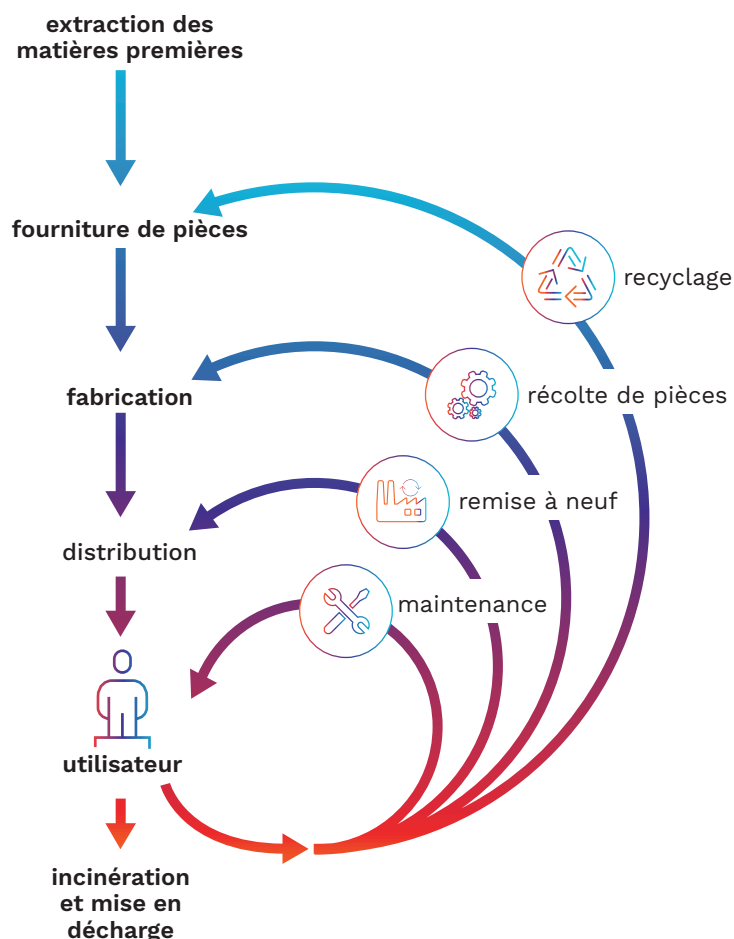 extraction des
matières premières
fourniture de pièces
recyclage
fabrication
récolte de pièces
remise à neuf
distribution
maintenance
utilisateur
incinération
et mise en
décharge